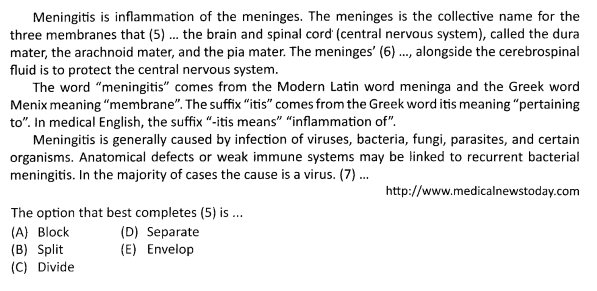 Meningitis is inflammation of the meninges. The meninges is the collective name for the
three membranes that (5) ... the brain and spinal cord (central nervous system), called the dura
mater, the arachnoid mater, and the pia mater. The meninges’ (6) ..., alongside the cerebrospinal
fluid is to protect the central nervous system.
The word “meningitis” comes from the Modern Latin word meninga and the Greek word
Menix meaning “membrane”. The suffix “itis” comes from the Greek word itis meaning “pertaining
to”. In medical English, the suffix “-itis means” “inflammation of”.
Meningitis is generally caused by infection of viruses, bacteria, fungi, parasites, and certain
organisms. Anatomical defects or weak immune systems may be linked to recurrent bacterial
meningitis. In the majority of cases the cause is a virus. (7) ...
http://www.medicalnewstoday.com
The option that best completes (5) is ...
(A) Block (D) Separate
(B) Split (E) Envelop
(C) Divide